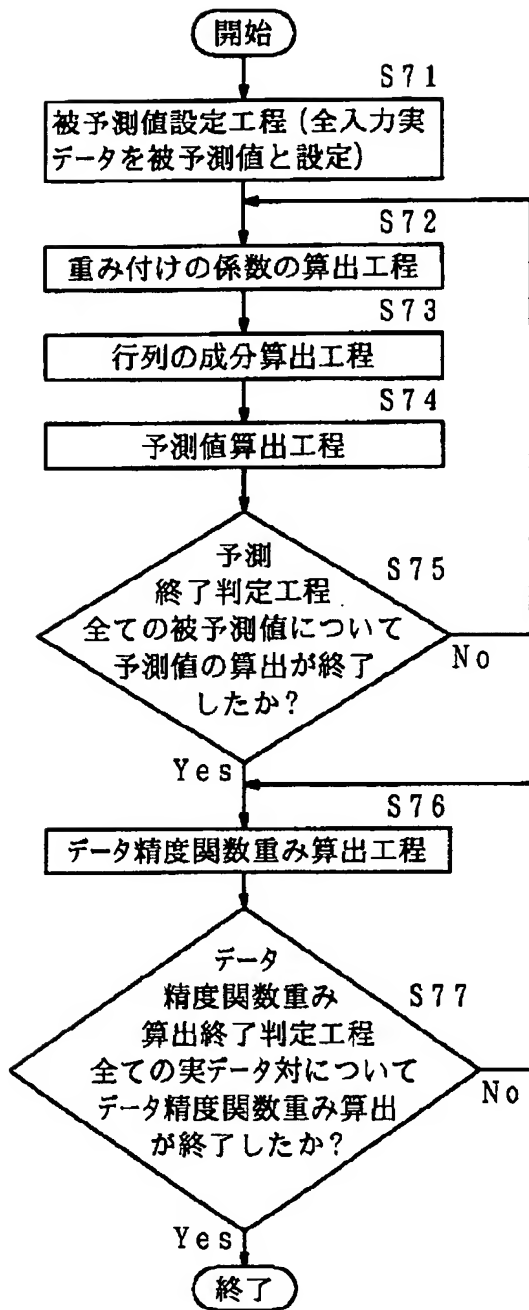 開始
S71
被予測値設定工程(全入力実
データを被予測値と設定)
S72
重み付けの係数の算出工程
S73
行列の成分算出工程
S74
予測値算出工程
S75
予測
終了判定工程
全ての被予測値について
予測値の算出が終了
したか?
No
Yes
S76
データ精度関数重み算出工程
S77
データ
精度関数重み
算出終了判定工程
全ての実データ対について
データ精度関数重み算出
が終了したか?
No
Yes
終了